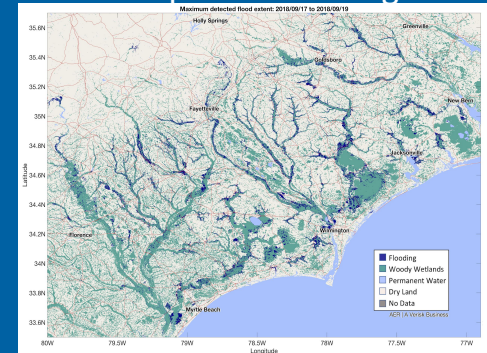 Maximum detected flood extent: 2018/09/17 to 2018/09/19
Holly Springs
Greenville
35.6N
Goldsboro
35.4N
35.2N
New Bern
Fayetteville
35N
Jacksonville
34.8N
Latitude
34.6N
34.4N
Florence
34.2N
Wilmington
34N
Flooding
Woody Wetlands
Permanent Water
Dry Land
No Data
33.8N
Myrtle Beach
AER | A Verisk Business
33.6N
80W
79.5W
79W
78.5W
78W
77.5W
77W
Longitude